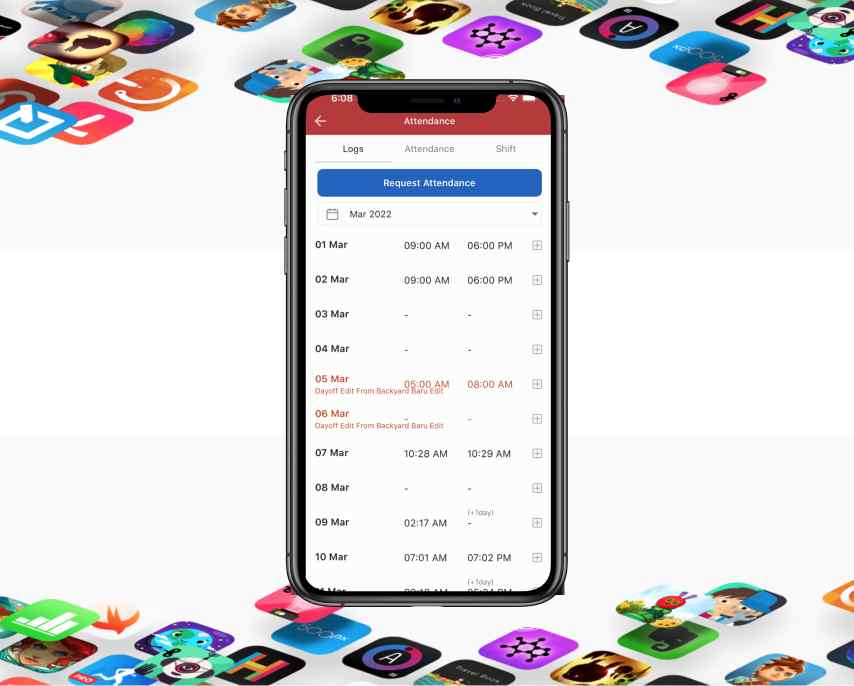 6:08
Attendance
Logs Attendance Shift
Request Attendance
Mar 2022
01 Mar 09:00 AM 06:00 PM
02 Mar 09:00 AM 06:00 PM
03 Mar - -
04 Mar - -
05 Mar 05:00 AM 08:00 AM
Dayoff Edit From Backyard Baru Edit
06 Mar - -
Dayoff Edit From Backyard Baru Edit
07 Mar 10:28 AM 10:29 AM
08 Mar - -
(+1day)
09 Mar 02:17 AM -
10 Mar 07:01 AM 07:02 PM
(+1day)
PRO
Travel Book